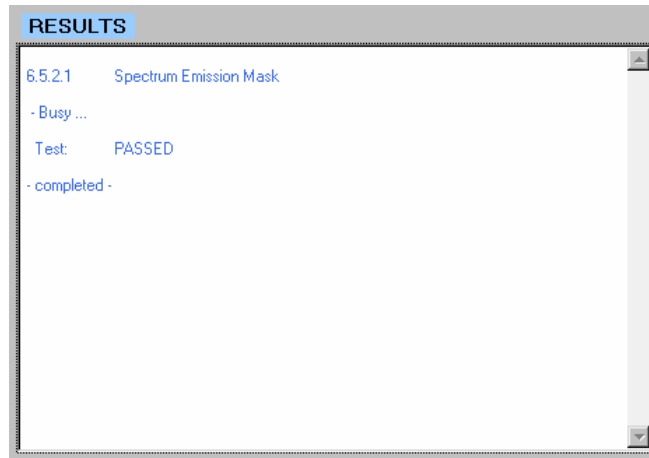 RESULTS
6.5.2.1 Spectrum Emission Mask
- Busy ...
Test: PASSED
- completed -